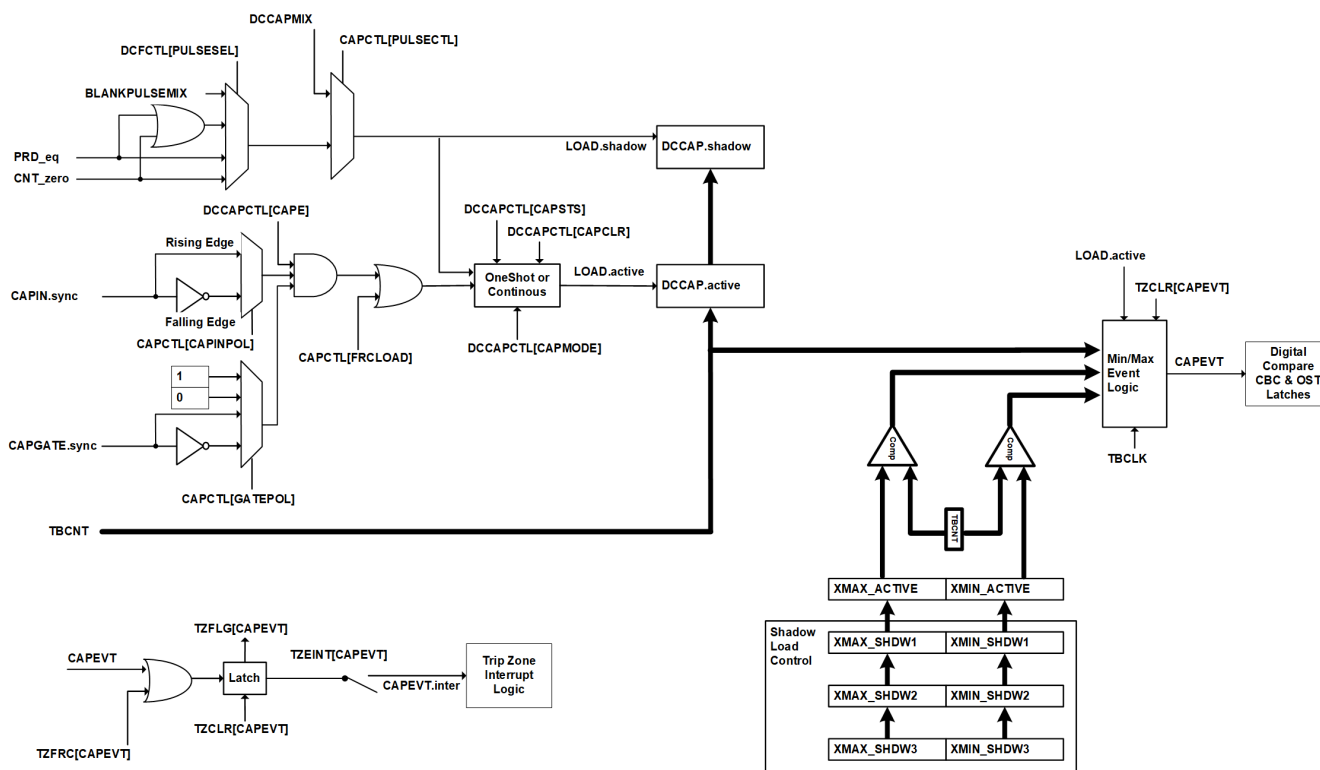 DCCAPMIX
CAPCTL[PULSECTL]
DCFCTL[PULSESEL]
BLANKPULSEMIX
PRD_eq
CNT_zero
LOAD.shadow
DCCAP.shadow
DCCAPCTL[CAPE]
DCCAPCTL[CAPSTS]
DCCAPCTL[CAPCLR]
Rising Edge
CAPIN.sync
Falling Edge
CAPCTL[CAPINPOL]
CAPCTL[FRCLOAD]
OneShot or
Continous
LOAD.active
DCCAP.active
DCCAPCTL[CAPMODE]
1
0
CAPGATE.sync
CAPCTL[GATEPOL]
TBCNT
LOAD.active
TZCLR[CAPEVT]
Min/Max
Event
Logic
CAPEVT
Digital
Compare
CBC & OST
Latches
TBCLK
Comp
Comp
TBCNT
XMAX_ACTIVE
XMIN_ACTIVE
Shadow
Load
Control
XMAX_SHDW1
XMIN_SHDW1
XMAX_SHDW2
XMIN_SHDW2
XMAX_SHDW3
XMIN_SHDW3
TZFLG[CAPEVT]
CAPEVT
Latch
TZEINT[CAPEVT]
CAPEVT.inter
Trip Zone
Interrupt
Logic
TZFRC[CAPEVT]
TZCLR[CAPEVT]